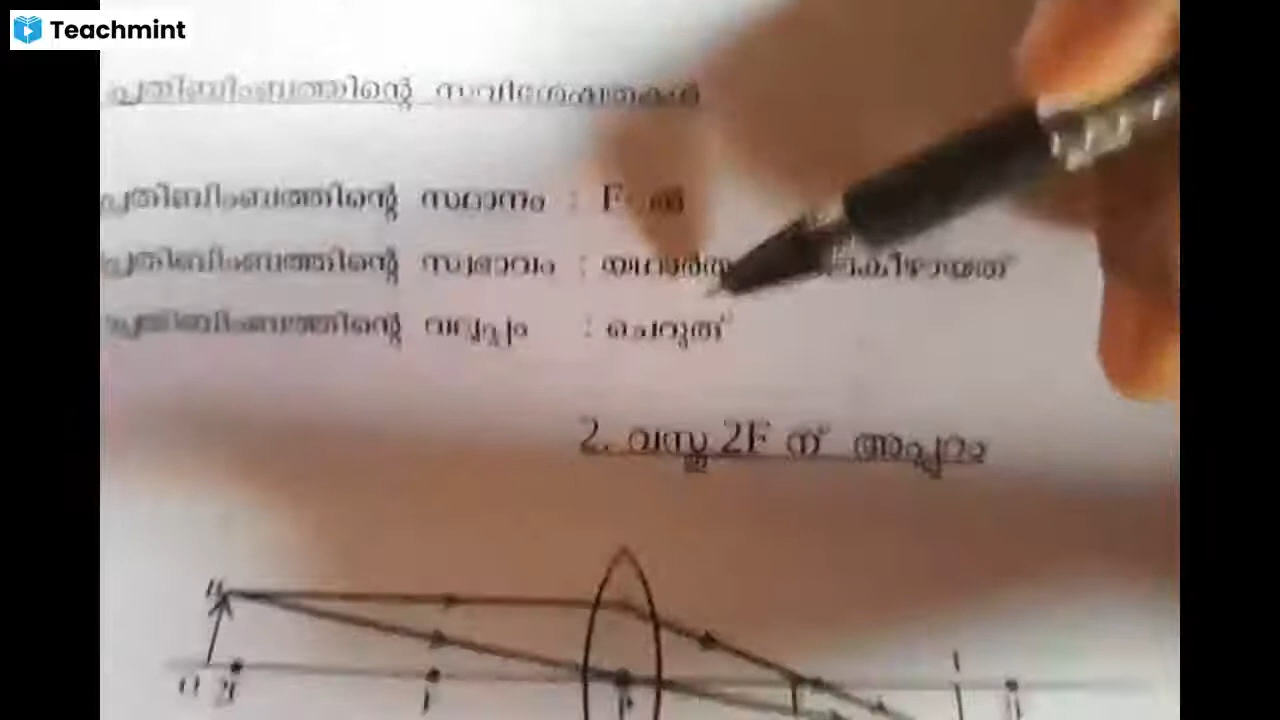 Teachmint
പ്രതിബിംബത്തിന്റെ സവിശേഷതകൾ
പ്രതിബിംബത്തിന്റെ സ്ഥാനം : F ൽ
പ്രതിബിംബത്തിന്റെ സ്വഭാവം : യഥാർത്ഥ
പ്രതിബിംബത്തിന്റെ വലുപ്പം : ചെറുത്
2. വസ്തു 2F ന് അപ്പുറം